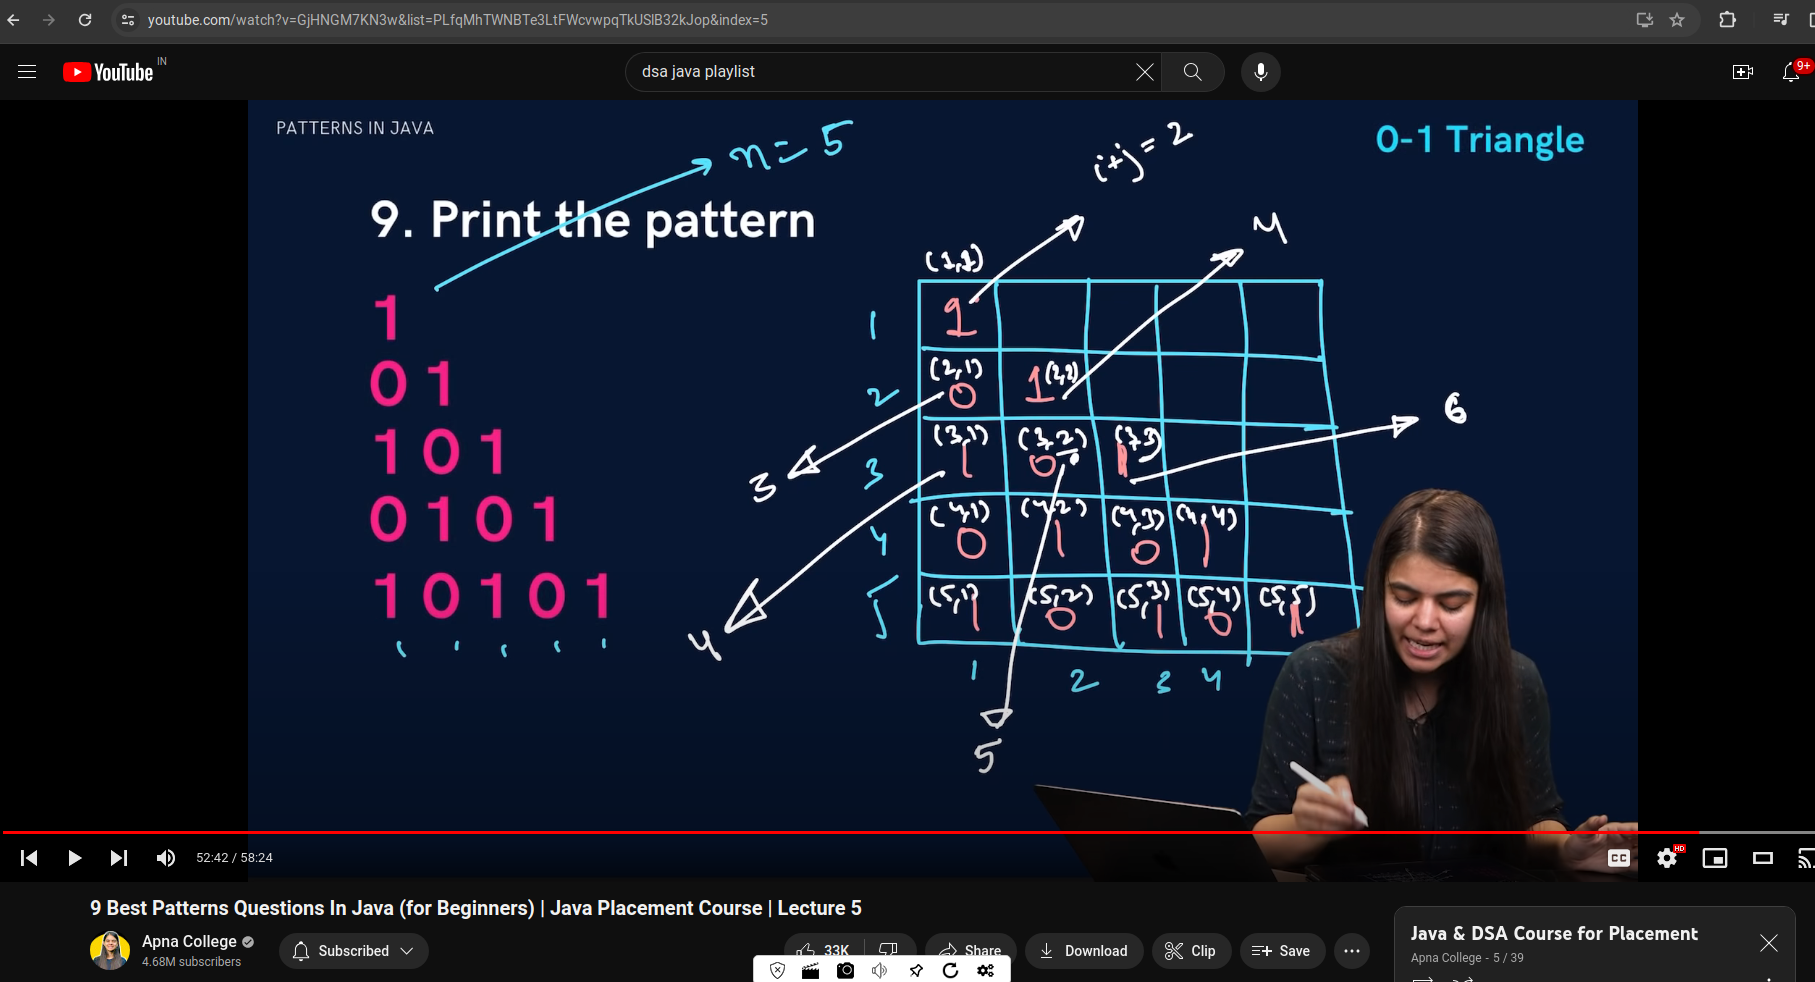 youtube.com/watch?v=GjHNGM7KN3w&list=PLfqMhTWNBTe3LtFWcvwpqTkUSlB32kJop&index=5
YouTube IN
dsa java playlist
9+
PATTERNS IN JAVA
n = 5
i+j = 2
0-1 Triangle
9. Print the pattern
4
(1,1)
1
1
1
(2,1)
(2,2)
0 1
2
0
1
6
(3,1)
(3,2)
(3,3)
1 0 1
3
3
1
0
1
(4,1)
(4,2)
(4,3)
(4,4)
0 1 0 1
4
0
1
0
1
(5,1)
(5,2)
(5,3)
(5,4)
(5,5)
1 0 1 0 1
5
1
0
1
0
1
4
1
2
3
4
5
52:42 / 58:24
CC
HD
9 Best Patterns Questions In Java (for Beginners) | Java Placement Course | Lecture 5
Apna College
4.68M subscribers
Subscribed
33K
Share
Download
Clip
Save
Java & DSA Course for Placement
Apna College - 5 / 39